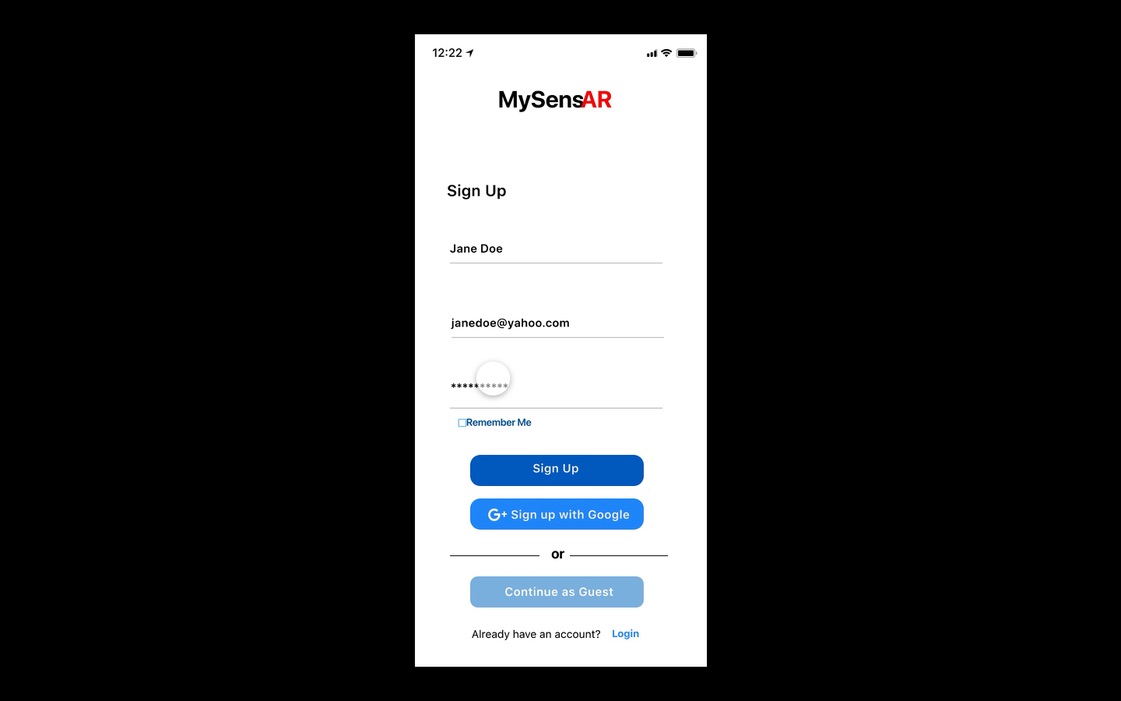 12:22
MySensAR
Sign Up
Jane Doe
janedoe@yahoo.com
**********
Remember Me
Sign Up
G+ Sign up with Google
or
Continue as Guest
Already have an account? Login